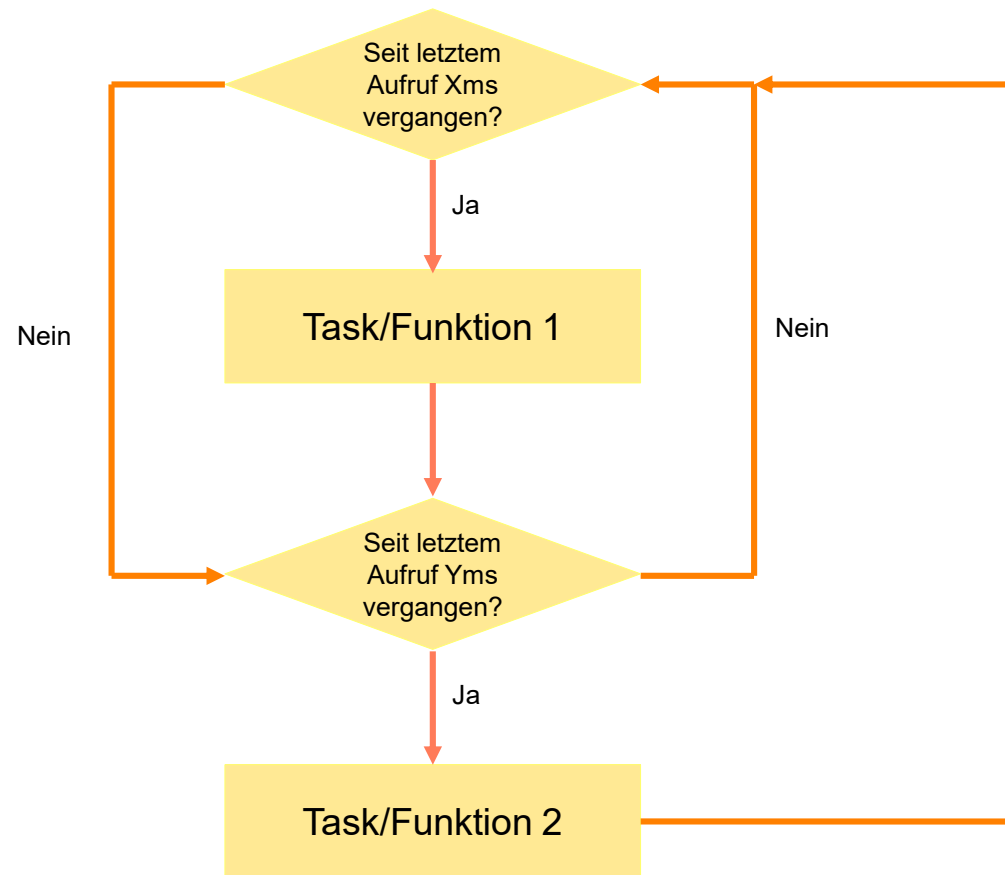 Seit letztem
Aufruf Xms
vergangen?
Ja
Task/Funktion 1
Nein
Nein
Seit letztem
Aufruf Yms
vergangen?
Ja
Task/Funktion 2